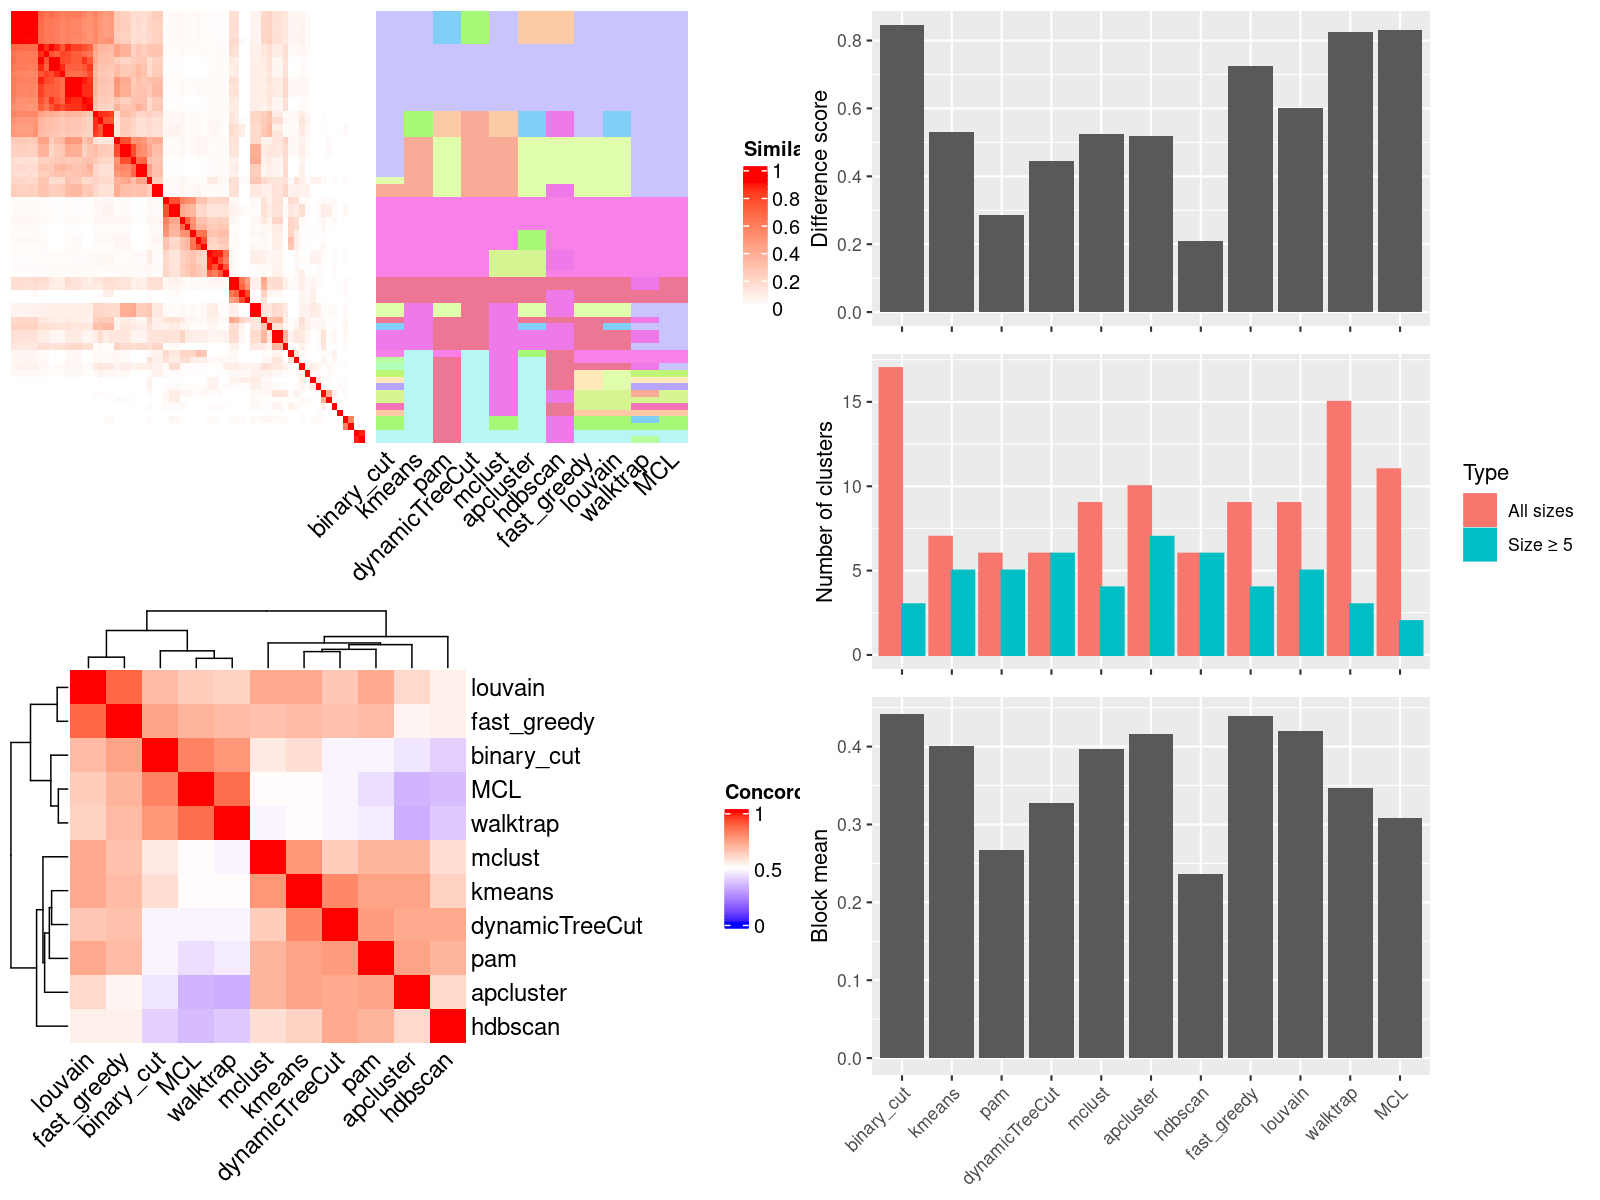 Simila
1
0.8
0.6
0.4
0.2
0
binary_cut
kmeans
pam
dynamicTreeCut
mclust
apcluster
hdbscan
fast_greedy
louvain
walktrap
MCL
Difference score
0.8
0.6
0.4
0.2
0.0
Number of clusters
15
10
5
0
Type
All sizes
Size ≥ 5
louvain
fast_greedy
binary_cut
MCL
walktrap
mclust
kmeans
dynamicTreeCut
pam
apcluster
hdbscan
louvain
fast_greedy
binary_cut
MCL
walktrap
mclust
kmeans
dynamicTreeCut
pam
apcluster
hdbscan
Concord
1
0.5
0
Block mean
0.4
0.3
0.2
0.1
0.0
binary_cut
kmeans
pam
dynamicTreeCut
mclust
apcluster
hdbscan
fast_greedy
louvain
walktrap
MCL